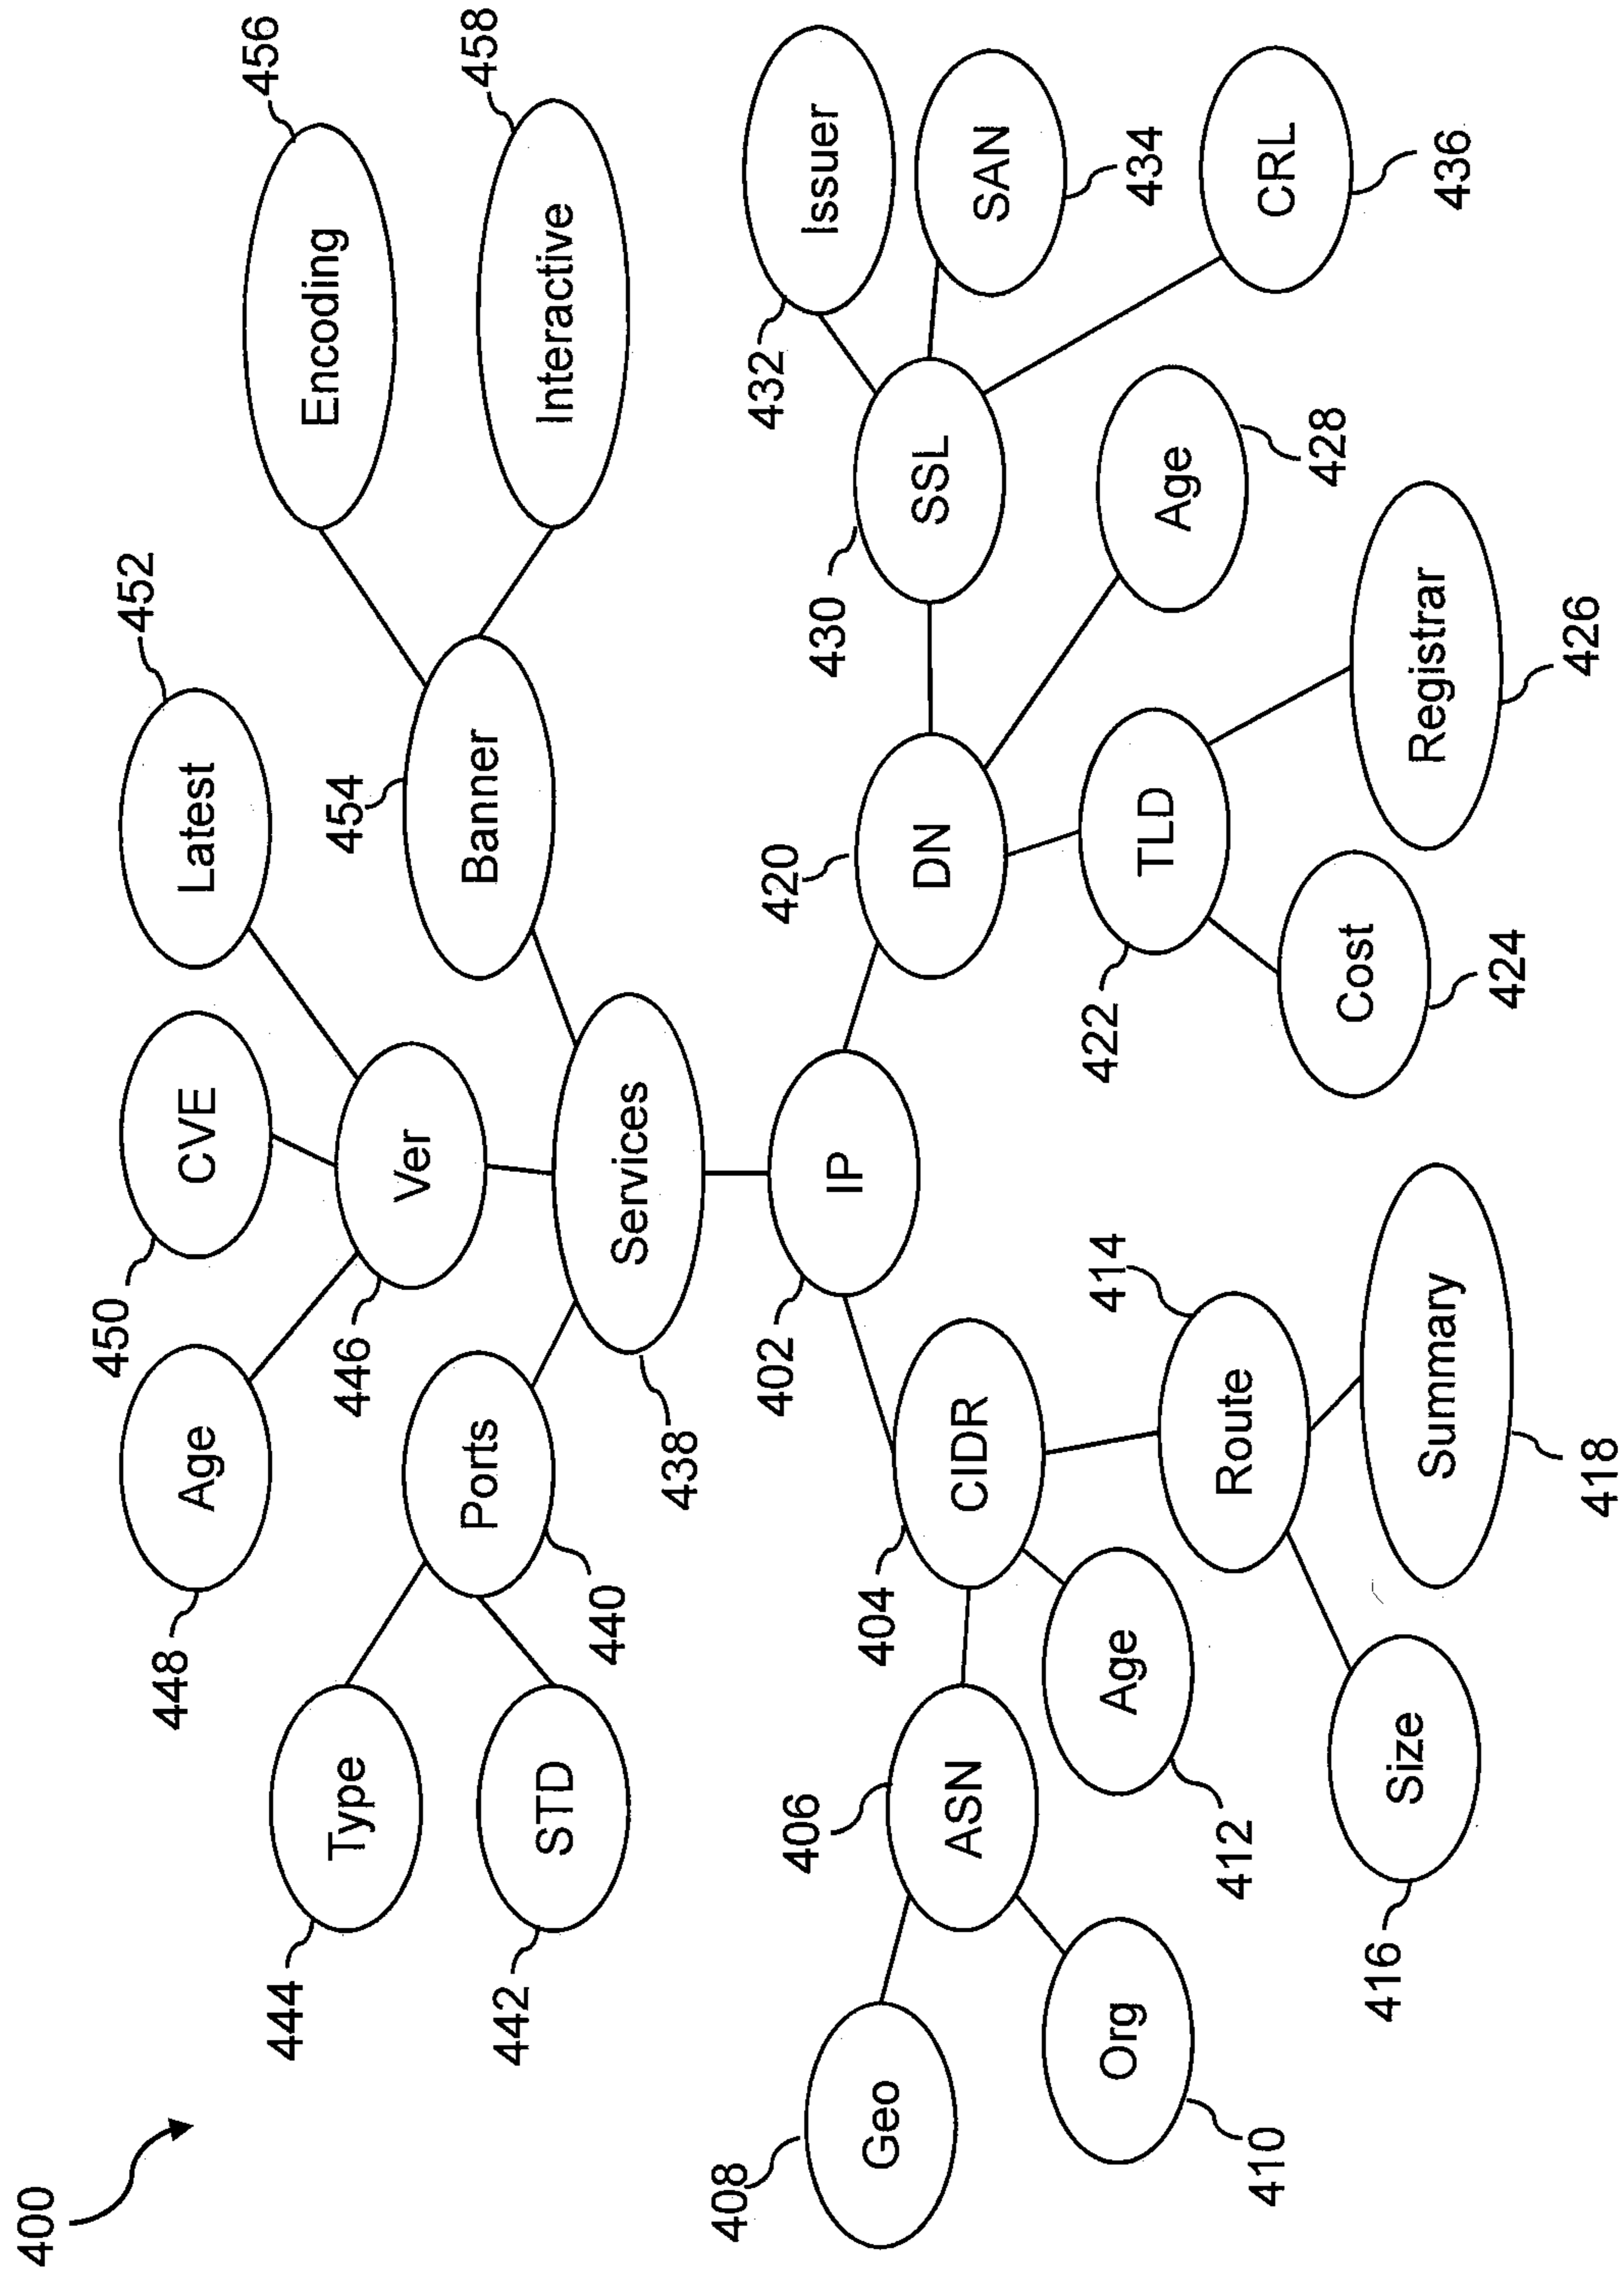 400
452
456
450
Latest
Encoding
448
CVE
Age
458
444
446
Ver
454
Banner
Interactive
Type
Ports
442
440
STD
438
Services
432
Issuer
420
430
408
406
402
IP
DN
SSL
SAN
Geo
ASN
404
CIDR
434
422
TLD
Age
428
Org
Age
414
CRL
410
412
Route
Cost
Registrar
436
416
Size
Summary
424
426
418